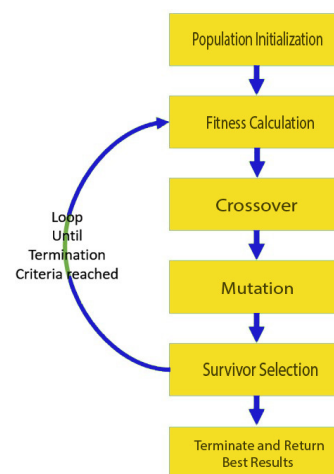 Population Initialization
Fitness Calculation
Crossover
Loop
Until
Termination
Criteria reached
Mutation
Survivor Selection
Terminate and Return
Best Results